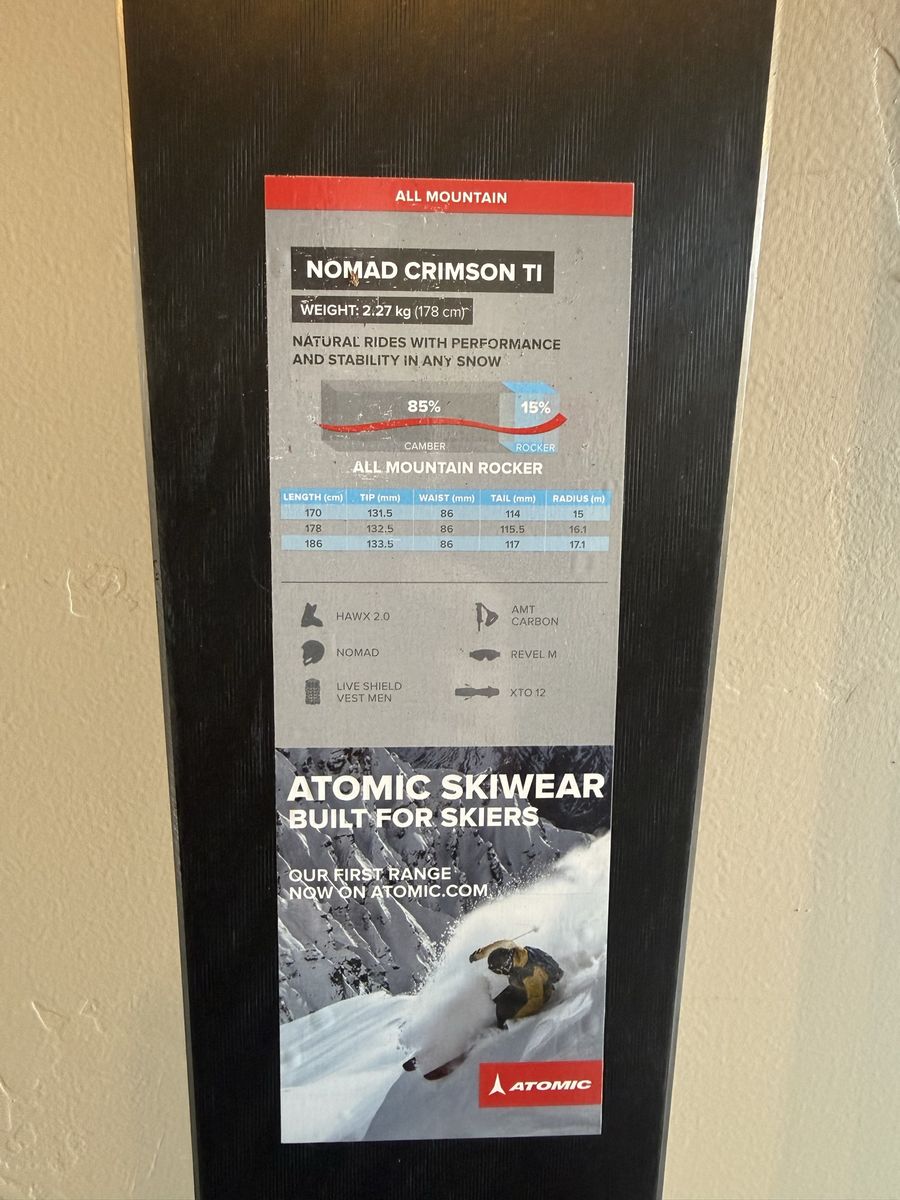 ALL MOUNTAIN
NOMAD CRIMSON TI
WEIGHT: 2.27 kg (178 cm)
NATURAL RIDES WITH PERFORMANCE
AND STABILITY IN ANY SNOW
85% 15%
CAMBER ROCKER
ALL MOUNTAIN ROCKER
LENGTH (cm) TIP (mm) WAIST (mm) TAIL (mm) RADIUS (m)
170 131.5 86 114 15
178 132.5 86 115.5 16.1
186 133.5 86 117 17.1
HAWX 2.0
AMT
CARBON
NOMAD
REVEL M
LIVE SHIELD
VEST MEN
XTO 12
ATOMIC SKIWEAR
BUILT FOR SKIERS
OUR FIRST RANGE
NOW ON ATOMIC.COM
ATOMIC